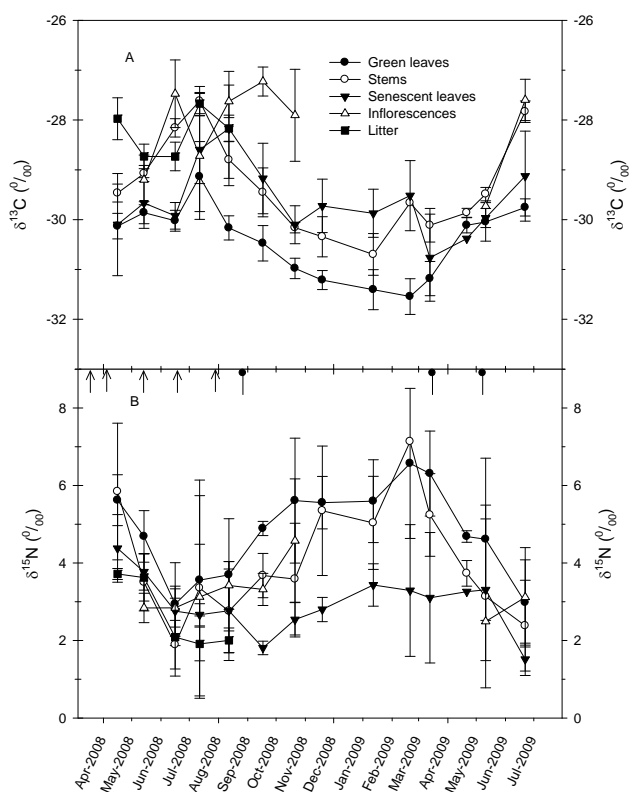 -26
-26
A
Green leaves
Stems
Senescent leaves
Inflorescences
Litter
-28
-28
-30
-30
-32
-32
δ13C (0/00)
δ13C (0/00)
B
8
8
6
6
4
4
2
2
0
0
δ15N (0/00)
δ15N (0/00)
Apr-2008
May-2008
Jun-2008
Jul-2008
Aug-2008
Sep-2008
Oct-2008
Nov-2008
Dec-2008
Jan-2009
Feb-2009
Mar-2009
Apr-2009
May-2009
Jun-2009
Jul-2009